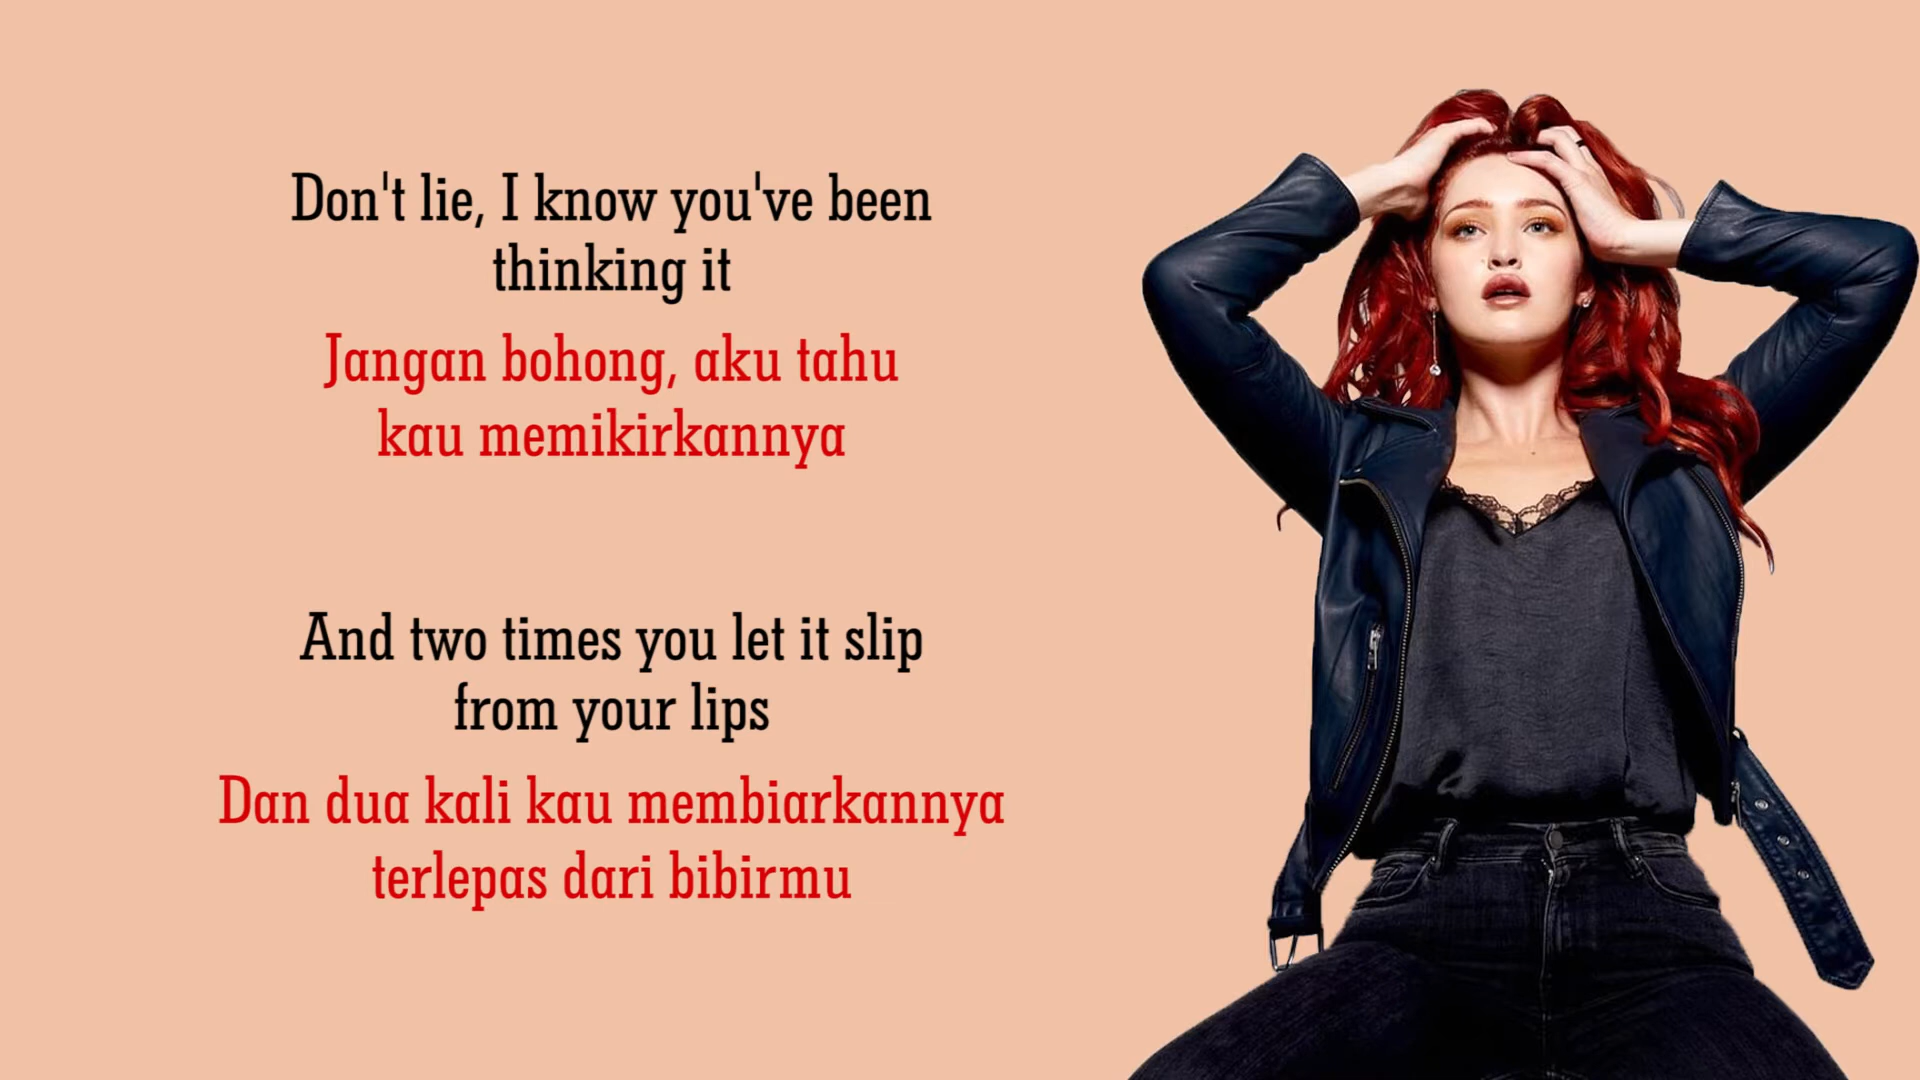 Don't lie, I know you've been
thinking it
Jangan bohong, aku tahu
kau memikirkannya
And two times you let it slip
from your lips
Dan dua kali kau membiarkannya
terlepas dari bibirmu